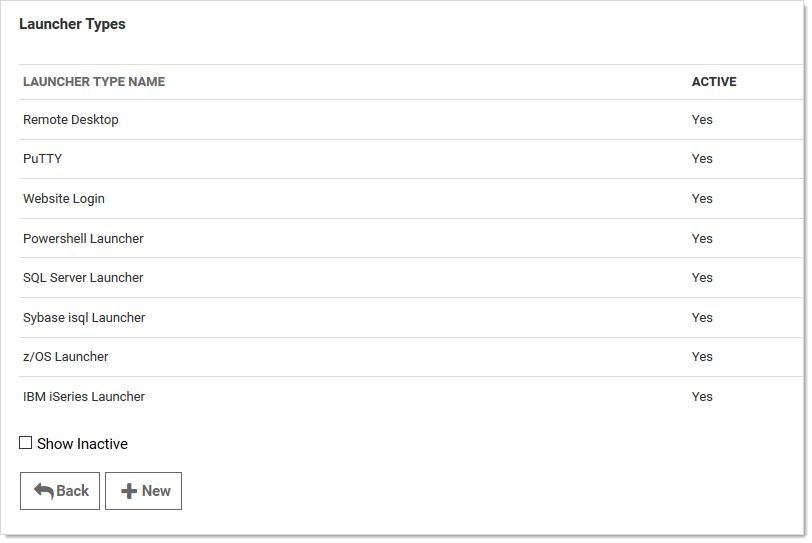 Launcher Types
LAUNCHER TYPE NAME ACTIVE
Remote Desktop Yes
PuTTY Yes
Website Login Yes
Powershell Launcher Yes
SQL Server Launcher Yes
Sybase isql Launcher Yes
z/OS Launcher Yes
IBM iSeries Launcher Yes
Show Inactive
Back New